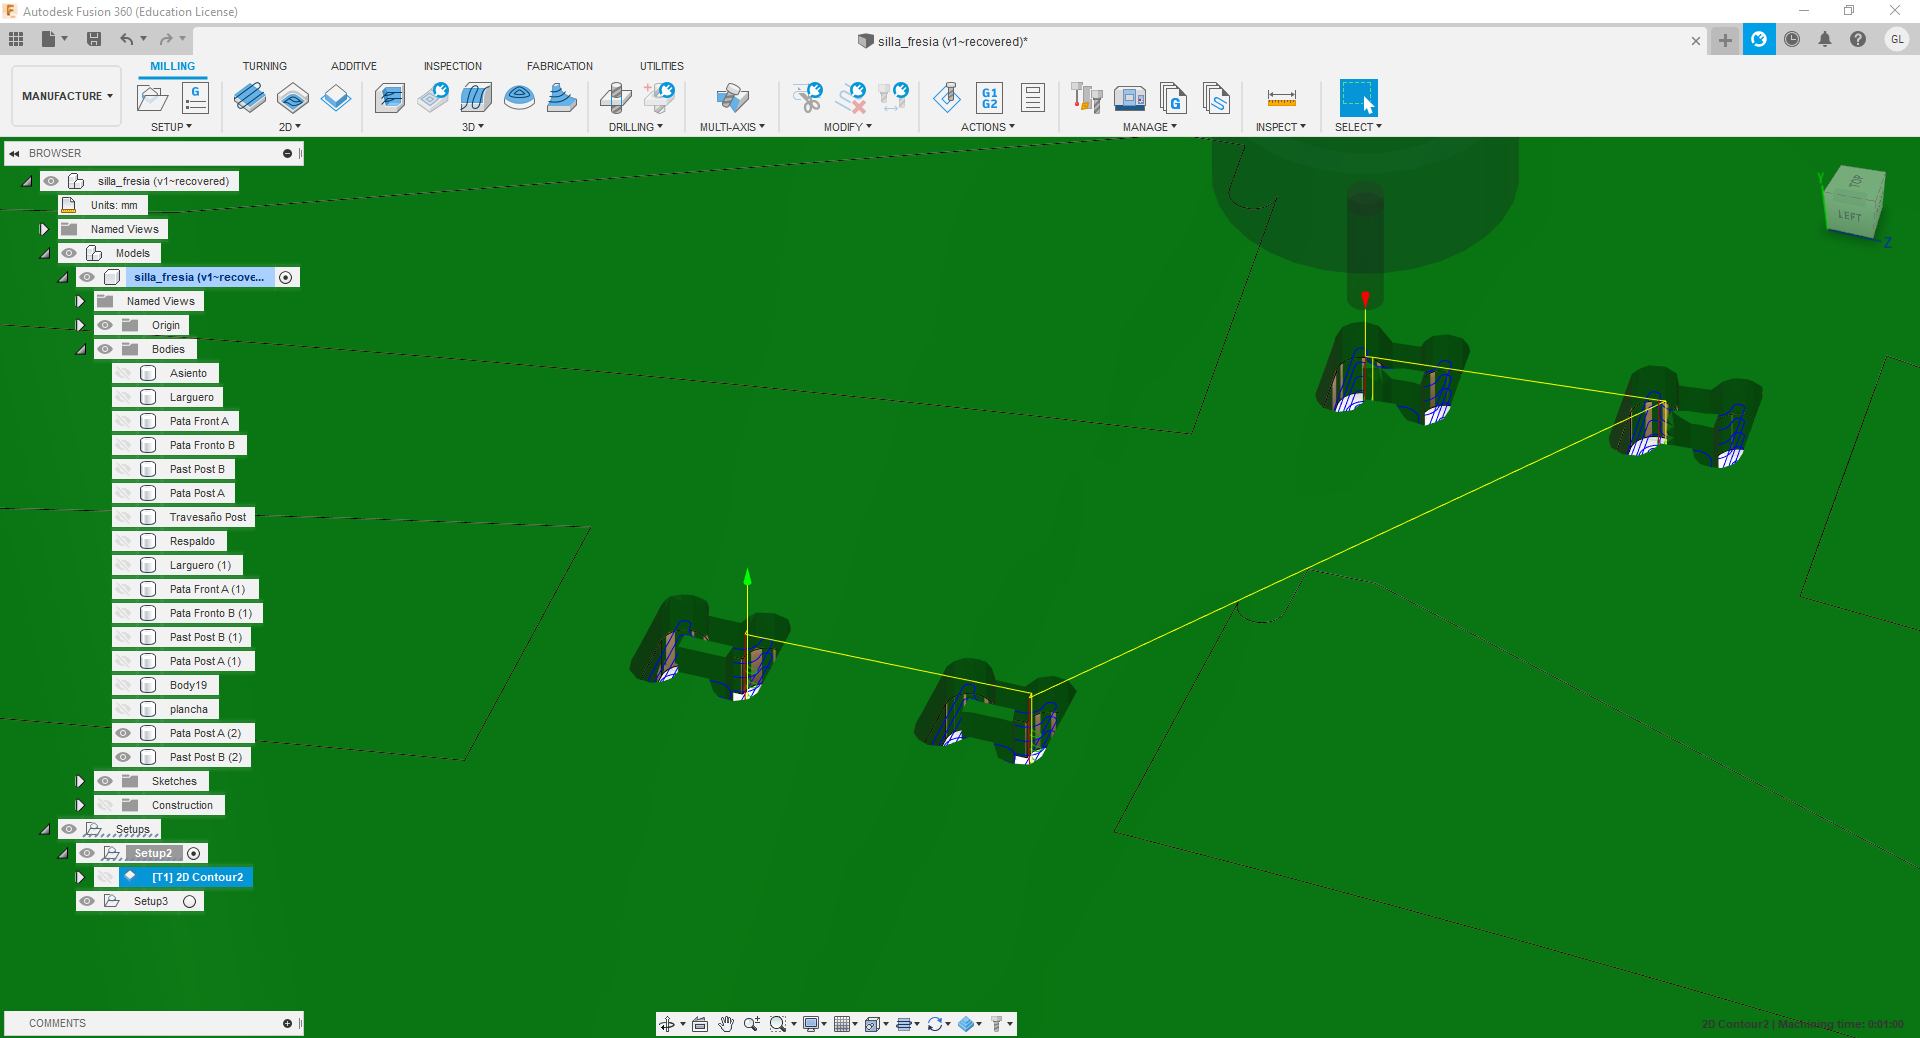 Autodesk Fusion 360 (Education License)
silla_fresia (v1~recovered)*
GL
MILLING TURNING ADDITIVE INSPECTION FABRICATION UTILITIES
MANUFACTURE
G
G1
G2
G
SETUP 2D 3D DRILLING MULTI-AXIS MODIFY ACTIONS MANAGE INSPECT SELECT
BROWSER
silla_fresia (v1~recovered)
Units: mm
Named Views
Models
silla_fresia (v1~recove...
Named Views
Origin
Bodies
Asiento
Larguero
Pata Front A
Pata Fronto B
Past Post B
Pata Post A
Travesaño Post
Respaldo
Larguero (1)
Pata Front A (1)
Pata Fronto B (1)
Past Post B (1)
Pata Post A (1)
Body19
plancha
Pata Post A (2)
Past Post B (2)
Sketches
Construction
Setups
Setup2
[T1] 2D Contour2
Setup3
Y
LEFT
Z
COMMENTS
2D Contour2 | Machining time: 0:01:00